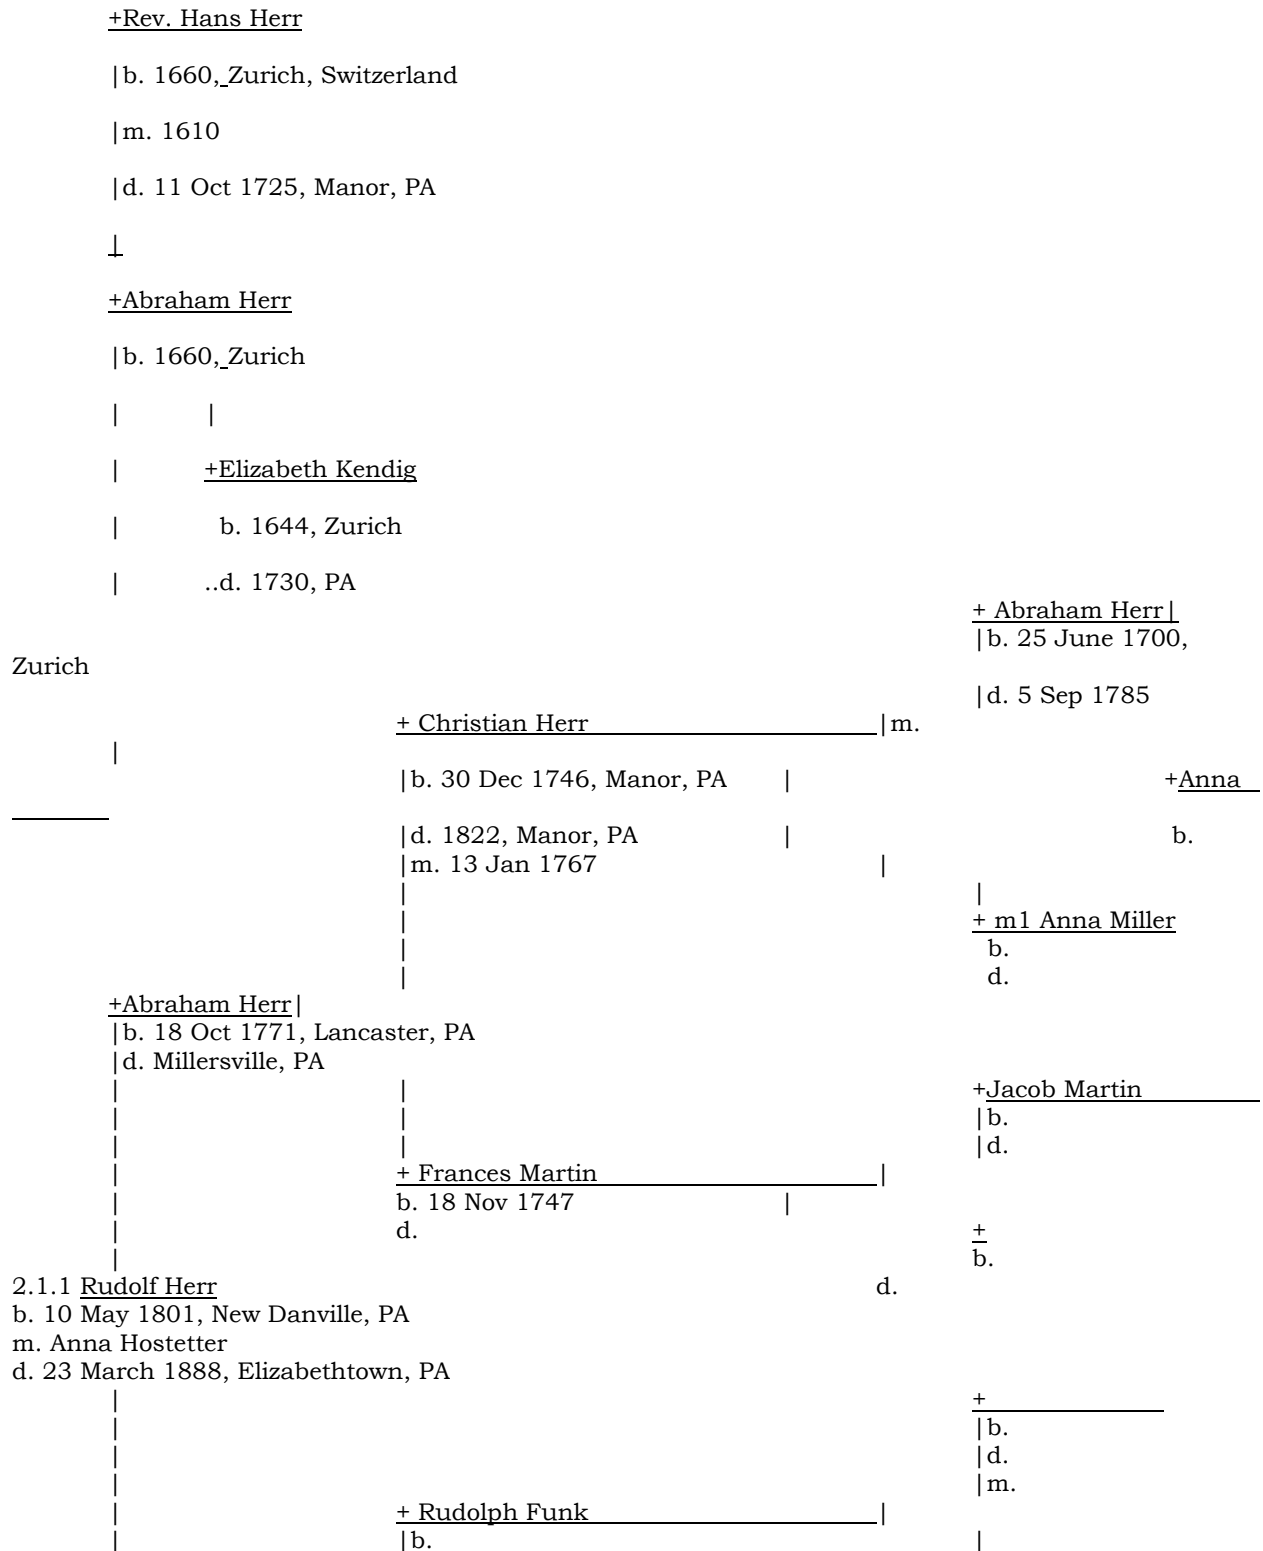 +Rev. Hans Herr
|b. 1660, Zurich, Switzerland
|m. 1610
|d. 11 Oct 1725, Manor, PA
|
+Abraham Herr
|b. 1660, Zurich
| |
| +Elizabeth Kendig
| b. 1644, Zurich
| ..d. 1730, PA
+ Abraham Herr|
|b. 25 June 1700,
Zurich
|d. 5 Sep 1785
+ Christian Herr |m.
|
|b. 30 Dec 1746, Manor, PA | +Anna
|d. 1822, Manor, PA | b.
|m. 13 Jan 1767 |
| |
| + m1 Anna Miller
| b.
| d.
+Abraham Herr|
|b. 18 Oct 1771, Lancaster, PA
|d. Millersville, PA
| | +Jacob Martin
| | |b.
| | |d.
| + Frances Martin |
| b. 18 Nov 1747 |
| d. +
| b.
2.1.1 Rudolf Herr d.
b. 10 May 1801, New Danville, PA
m. Anna Hostetter
d. 23 March 1888, Elizabethtown, PA
| +
| |b.
| |d.
| |m.
| + Rudolph Funk |
| |b. |